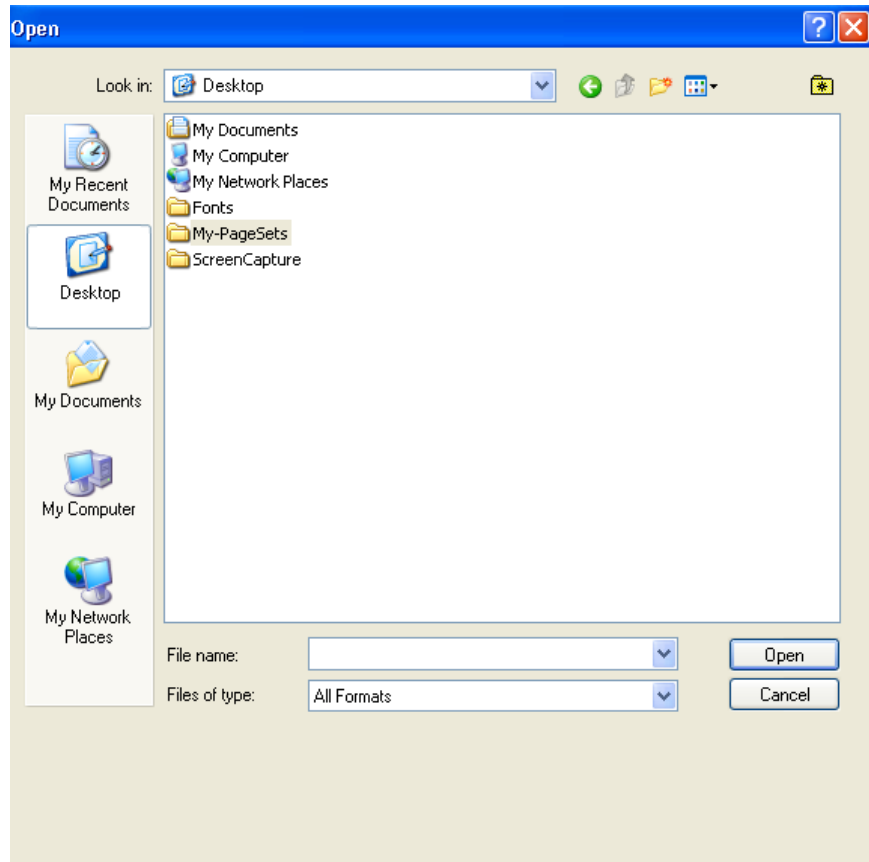 Open
Look in: Desktop
My Recent
Documents
Desktop
My Documents
My Computer
My Network
Places
My Documents
My Computer
My Network Places
Fonts
My-PageSets
ScreenCapture
File name:
Open
Files of type: All Formats
Cancel